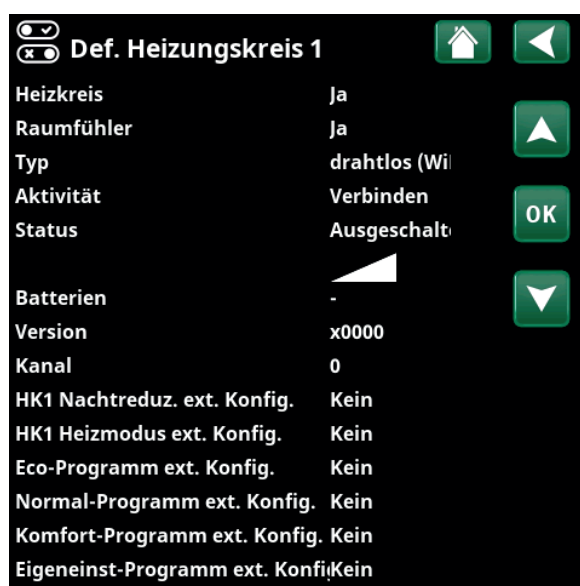 Def. Heizungskreis 1
Heizkreis Ja
Raumfühler Ja
Typ drahtlos (Wi
Aktivität Verbinden
Status Ausgeschalt
OK
Batterien -
Version x0000
Kanal 0
HK1 Nachtreduz. ext. Konfig. Kein
HK1 Heizmodus ext. Konfig. Kein
Eco-Programm ext. Konfig. Kein
Normal-Programm ext. Konfig. Kein
Komfort-Programm ext. Konfig. Kein
Eigeneinst-Programm ext. Konfi Kein